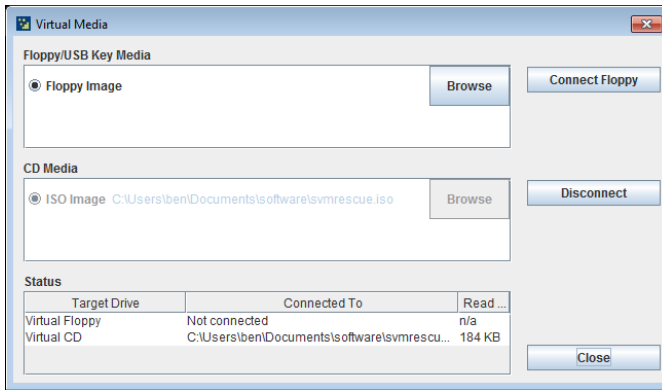 Virtual Media
Floppy/USB Key Media
Floppy Image
Browse
Connect Floppy
CD Media
ISO Image C:\Users\ben\Documents\software\svmrescue.iso
Browse
Disconnect
Status
Target Drive Connected To Read ...
Virtual Floppy Not connected n/a
Virtual CD C:\Users\ben\Documents\software\svmrescu... 184 KB
Close